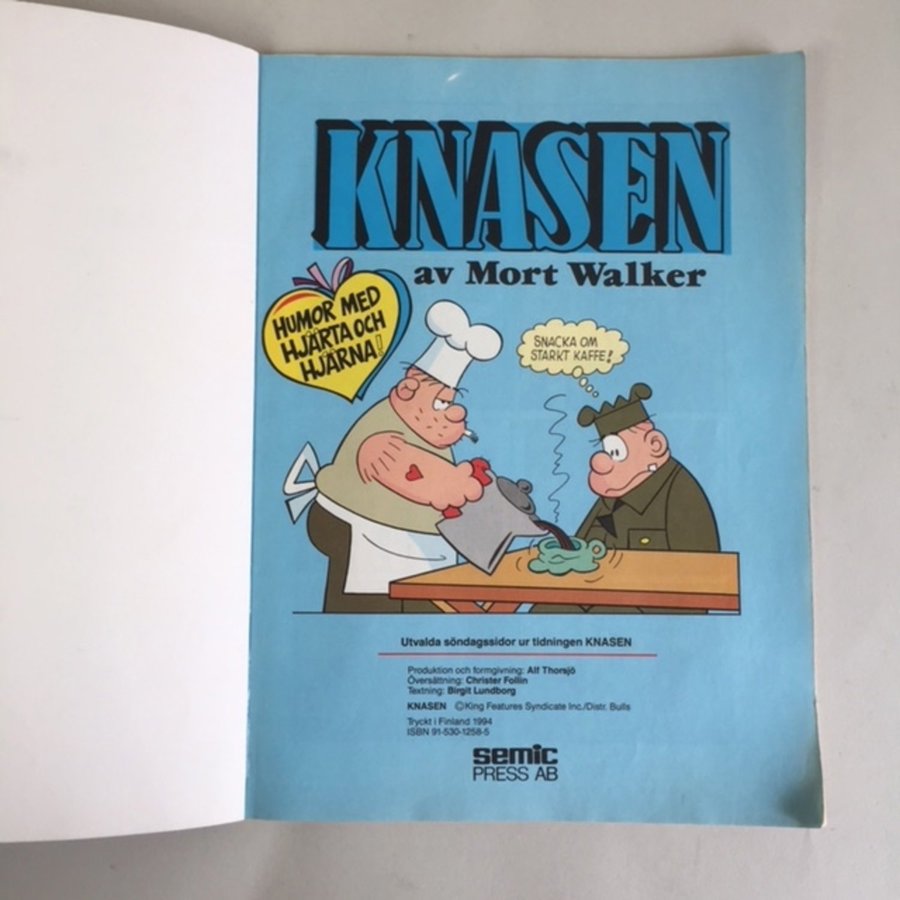 KNASEN
av Mort Walker
HUMOR MED
HJÄRTA OCH
HJÄRNA!
SNACKA OM
STARKT KAFFE!
Utvalda söndagssidor ur tidningen KNASEN
Produktion och formgivning: Alf Thorsjö
Översättning: Christer Follin
Textning: Birgit Lundborg
KNASEN ©King Features Syndicate Inc./Distr. Bulls
Tryckt i Finland 1994
ISBN 91-530-1258-5
semic
PRESS AB